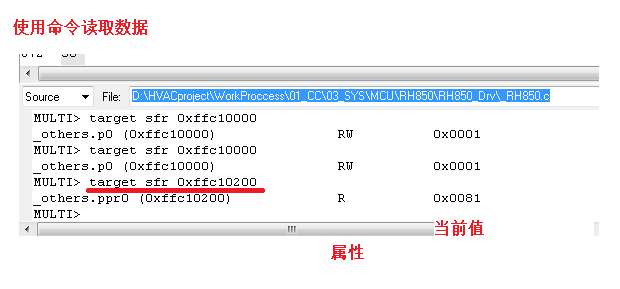 使用命令读取数据
Source File: D:\HVACproject\WorkProccess\01_CC\03_SYS\MCU\RH850\RH850_Drv\_RH850.c
MULTI> target sfr 0xffc10000
_others.p0 (0xffc10000) RW 0x0001
MULTI> target sfr 0xffc10000
_others.p0 (0xffc10000) RW 0x0001
MULTI> target sfr 0xffc10200
_others.ppr0 (0xffc10200) R 0x0081
MULTI>
当前值
属性